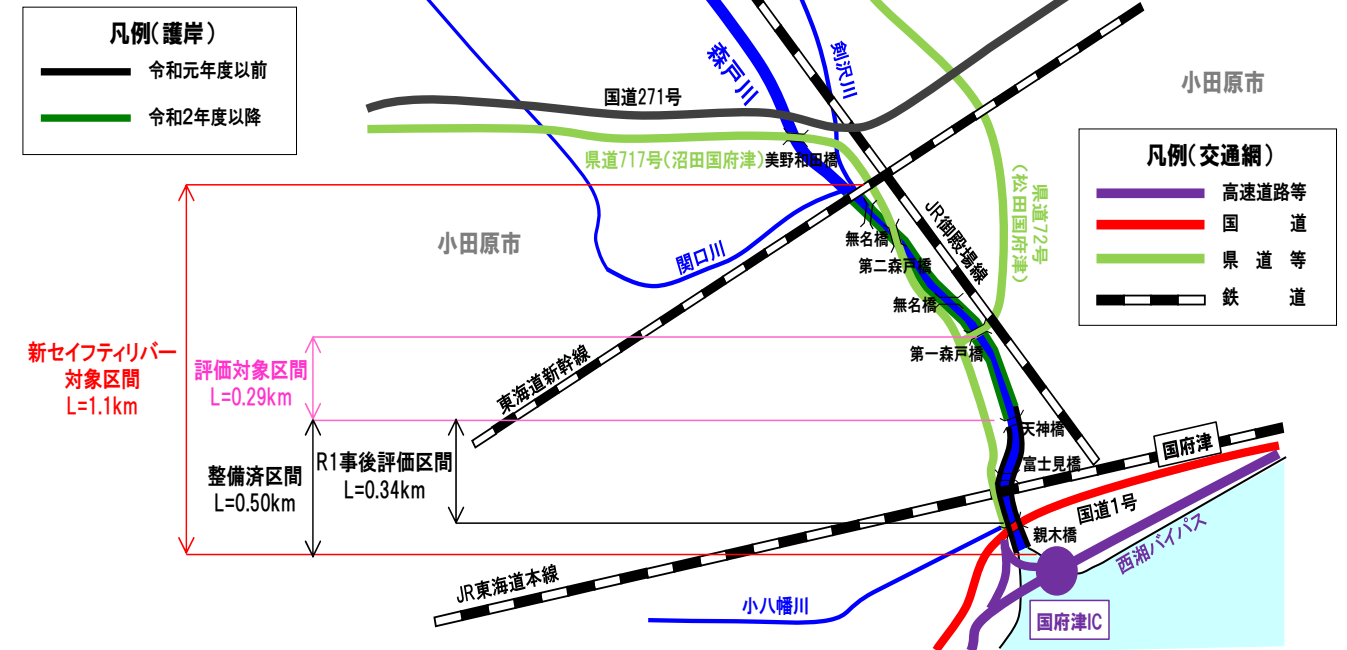 凡例(護岸)
令和元年度以前
令和2年度以降
森戸川
剣沢川
小田原市
国道271号
県道717号(沼田国府津)
美野和田橋
凡例(交通網)
高速道路等
国　道
県　道　等
鉄　道
県道72号
(松田国府津)
JR御殿場線
小田原市
関口川
無名橋
第二森戸橋
無名橋
第一森戸橋
新セイフティリバー
対象区間
L=1.1km
評価対象区間
L=0.29km
東海道新幹線
天神橋
富士見橋
国府津
整備済区間
L=0.50km
R1事後評価区間
L=0.34km
国道1号
親木橋
西湘バイパス
JR東海道本線
小八幡川
国府津IC